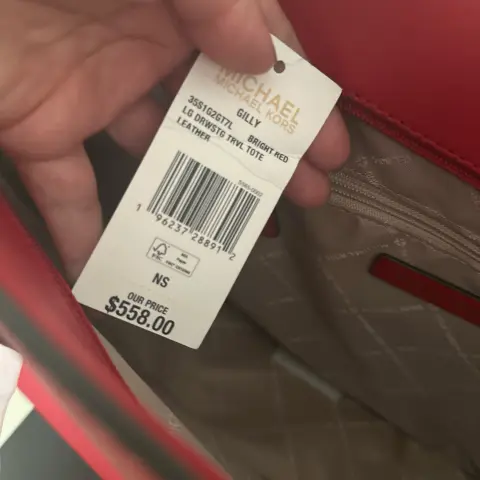 MICHAEL
MICHAEL KORS
GILLY
35S1G2GT7L BRIGHT RED
LG DRWSTG TRVL TOTE
LEATHER
1 96237 28891 2
FSC
NS
OUR PRICE
$558.00